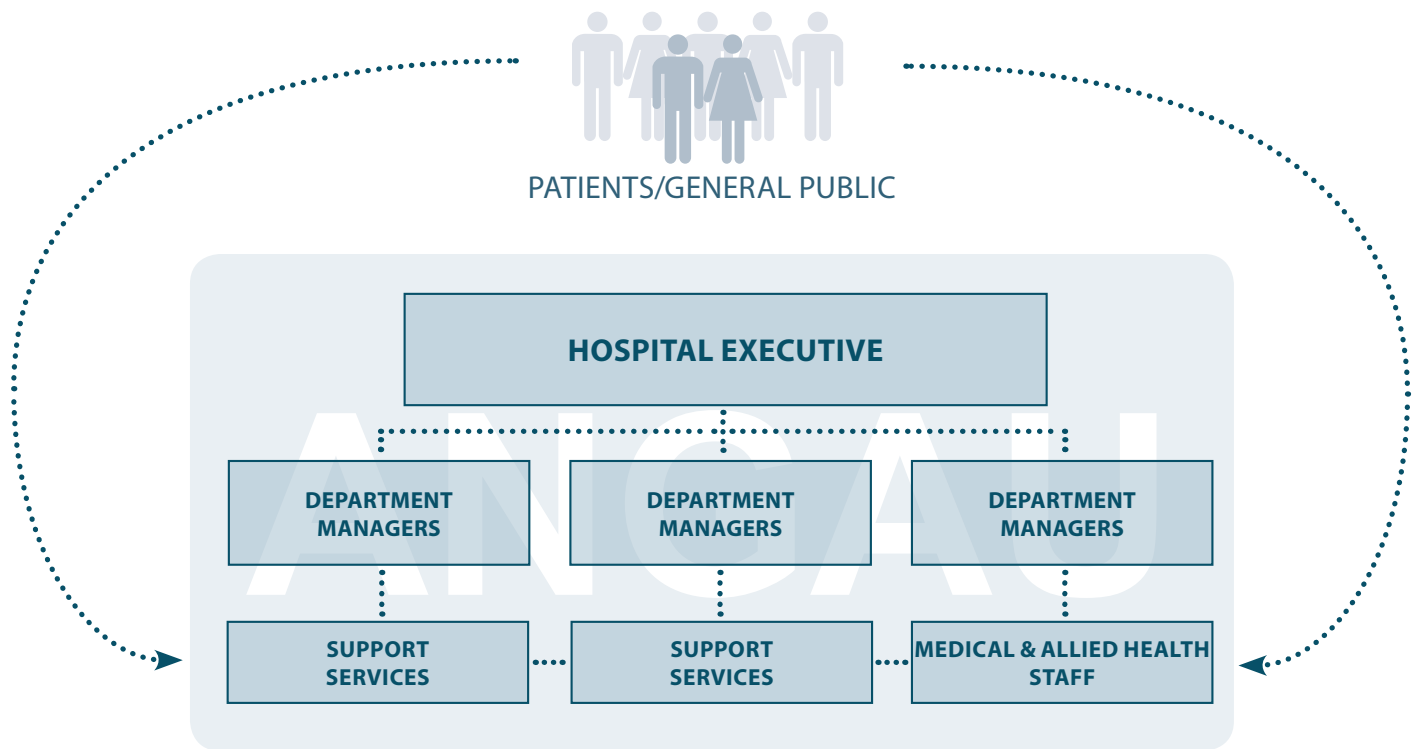 PATIENTS/GENERAL PUBLIC
HOSPITAL EXECUTIVE
ANGAU
DEPARTMENT
MANAGERS
DEPARTMENT
MANAGERS
DEPARTMENT
MANAGERS
SUPPORT
SERVICES
SUPPORT
SERVICES
MEDICAL & ALLIED HEALTH
STAFF